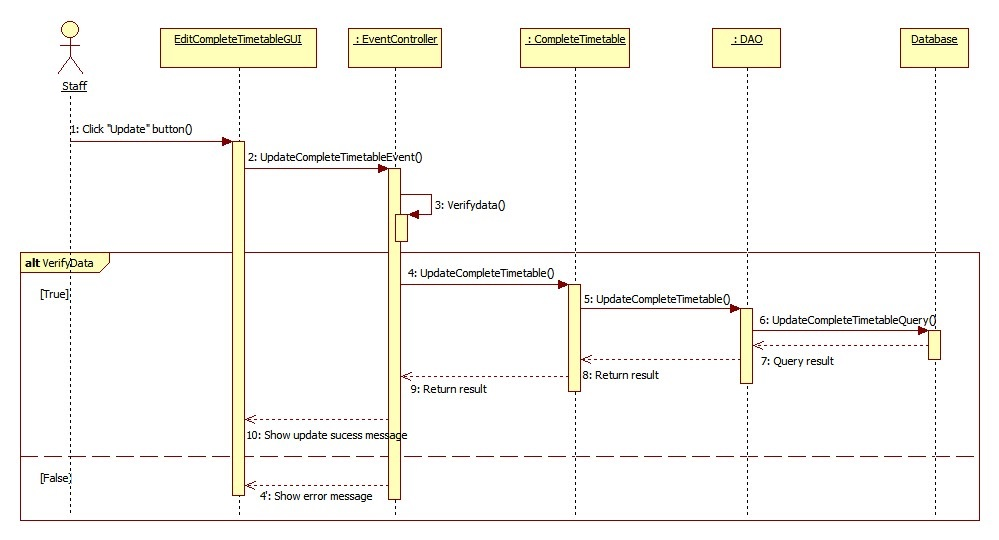 EditCompleteTimetableGUI
: EventController
: CompleteTimetable
: DAO
Database
Staff
1: Click "Update" button()
2: UpdateCompleteTimetableEvent()
3: Verifydata()
alt VerifyData
[True]
4: UpdateCompleteTimetable()
5: UpdateCompleteTimetable()
6: UpdateCompleteTimetableQuery()
7: Query result
8: Return result
9: Return result
10: Show update sucess message
[False]
4': Show error message